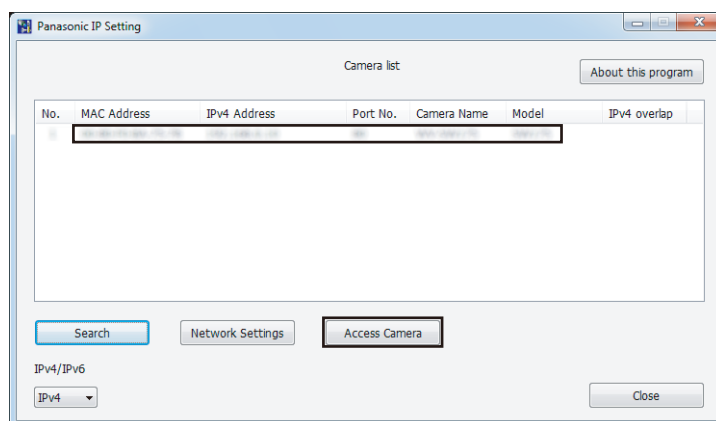 Panasonic IP Setting
Camera list
About this program
No. MAC Address IPv4 Address Port No. Camera Name Model IPv4 overlap
Search Network Settings Access Camera
IPv4/IPv6
IPv4
Close